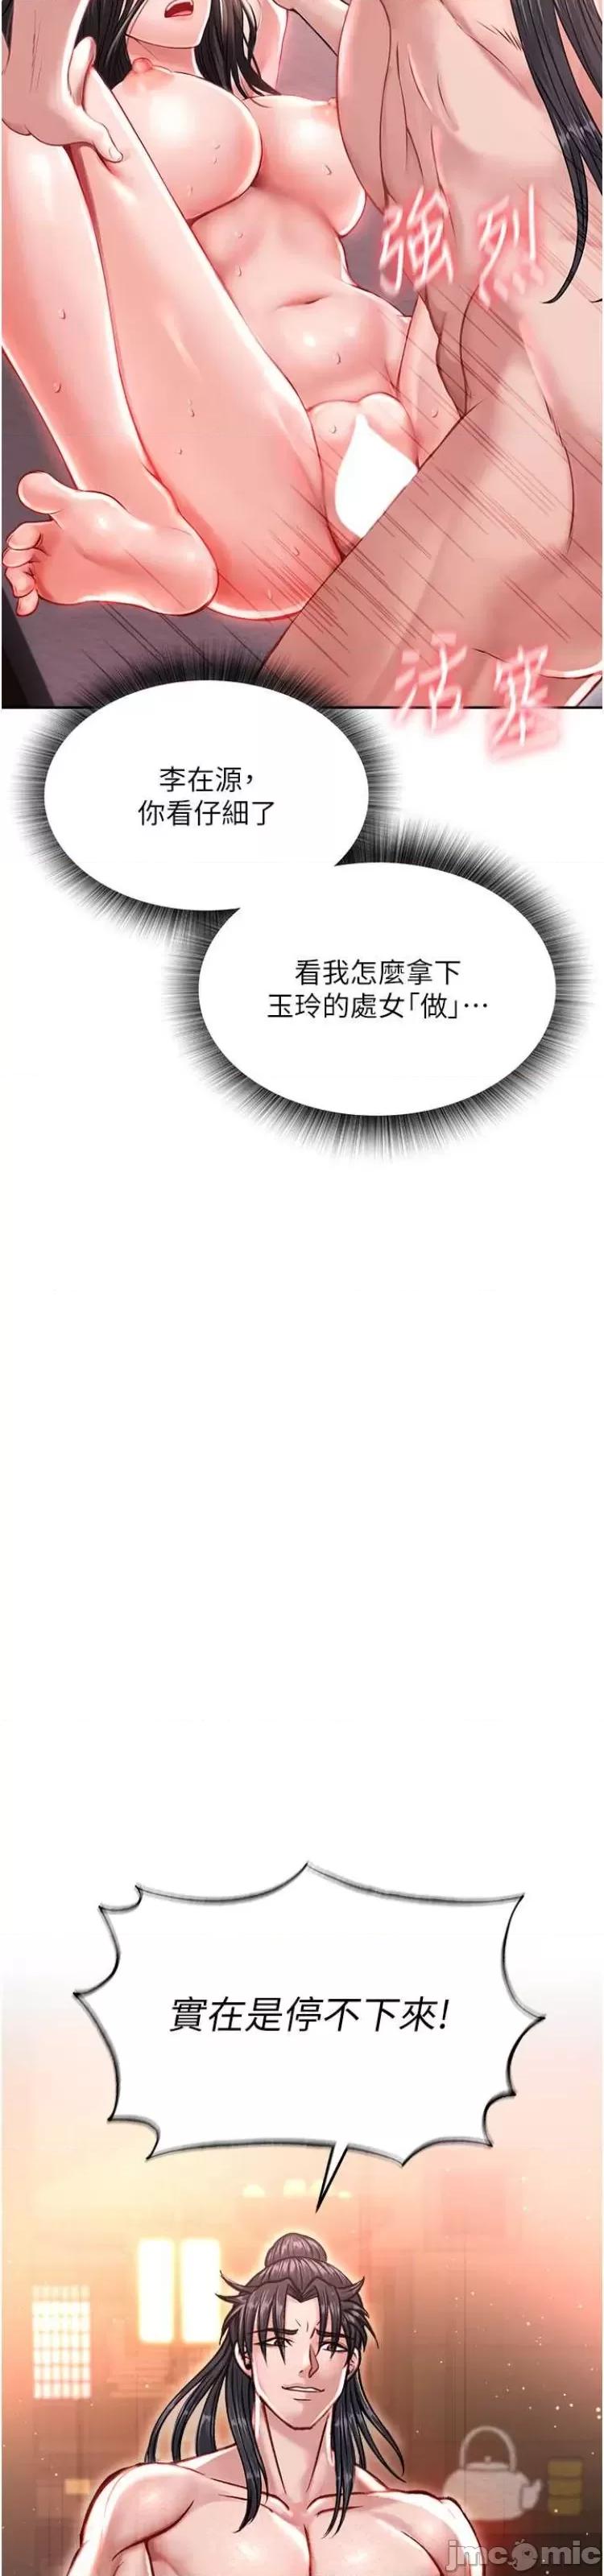 強烈
活塞
李在源,
你看仔細了
看我怎麼拿下
玉玲的處女「做」…
實在是停不下來!
jmcomic